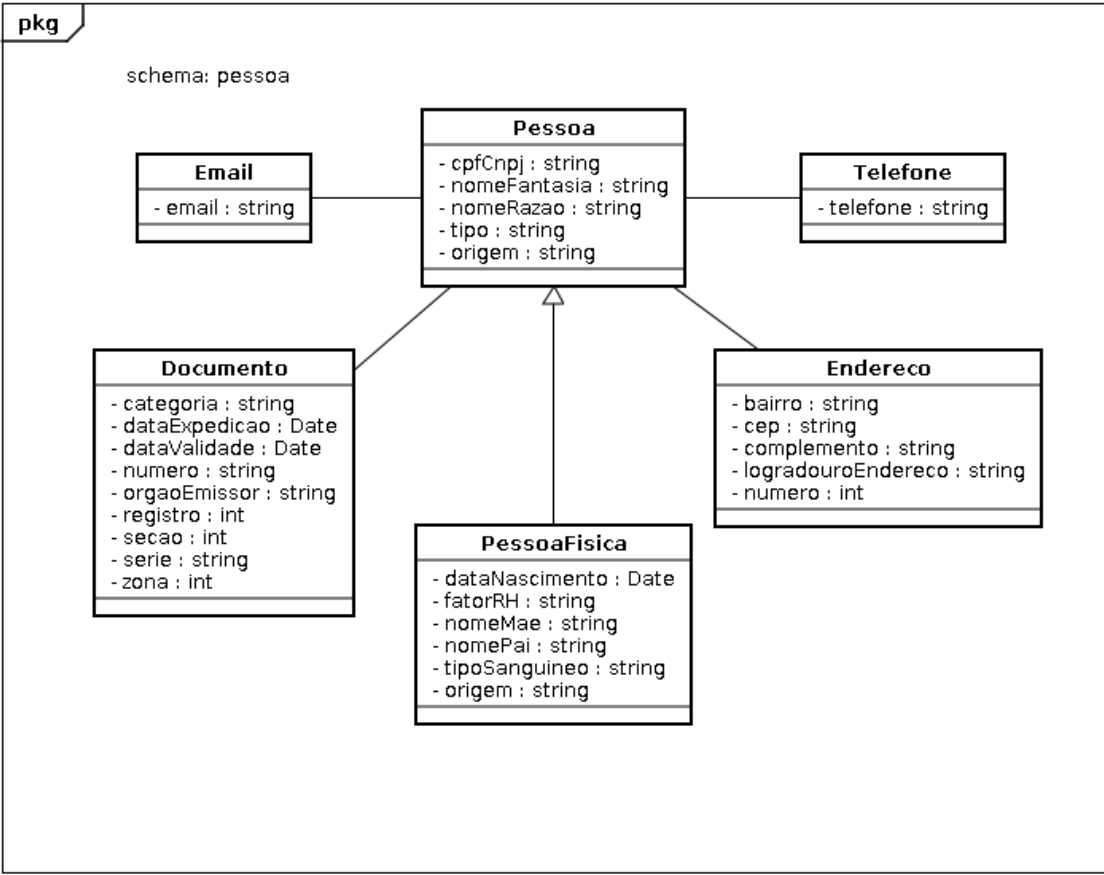 pkg
schema: pessoa
Pessoa
- cpfCnpj : string
- nomeFantasia : string
- nomeRazao : string
- tipo : string
- origem : string
Email
- email : string
Telefone
- telefone : string
Documento
- categoria : string
- dataExpedicao : Date
- dataValidade : Date
- numero : string
- orgaoEmissor : string
- registro : int
- secao : int
- serie : string
- zona : int
Endereco
- bairro : string
- cep : string
- complemento : string
- logradouroEndereco : string
- numero : int
PessoaFisica
- dataNascimento : Date
- fatorRH : string
- nomeMae : string
- nomePai : string
- tipoSanguineo : string
- origem : string